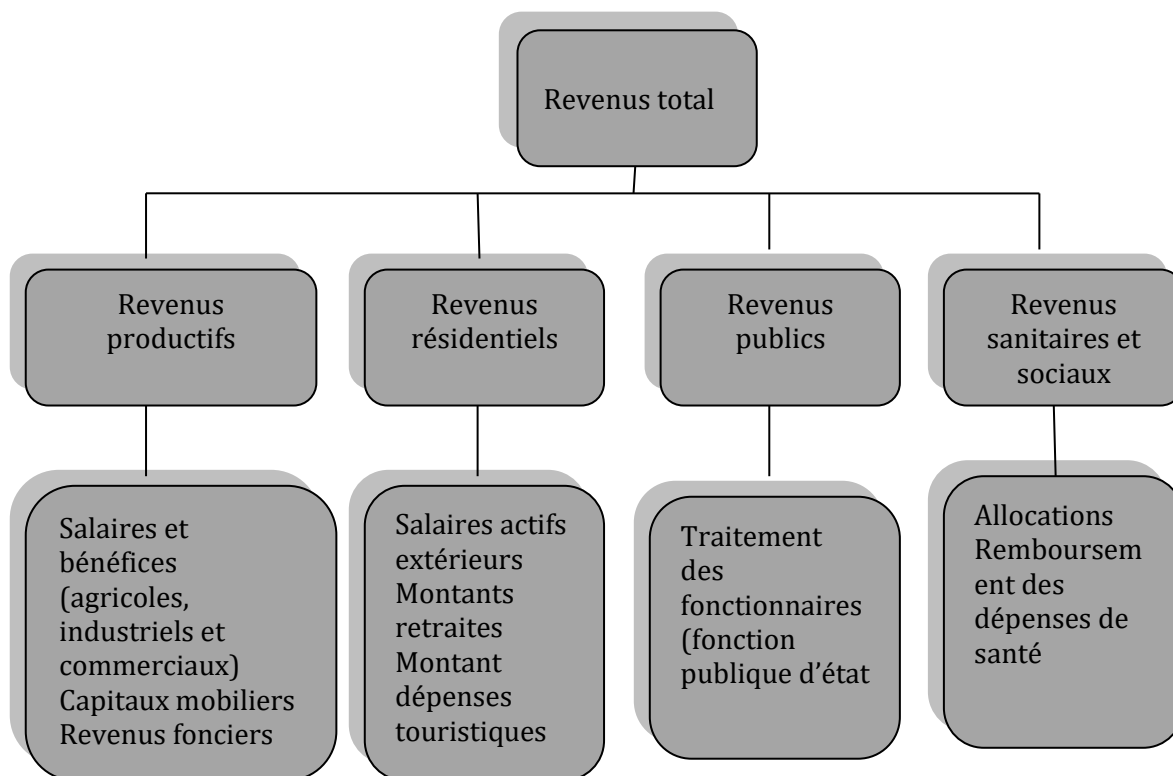 Revenus total
Revenus
productifs
Revenus
résidentiels
Revenus
publics
Revenus
sanitaires et
sociaux
Salaires et
bénéfices
(agricoles,
industriels et
commerciaux)
Capitaux mobiliers
Revenus fonciers
Salaires actifs
extérieurs
Montants
retraites
Montant
dépenses
touristiques
Traitement
des
fonctionnaires
(fonction
publique d’état
Allocations
Remboursem
ent des
dépenses de
santé